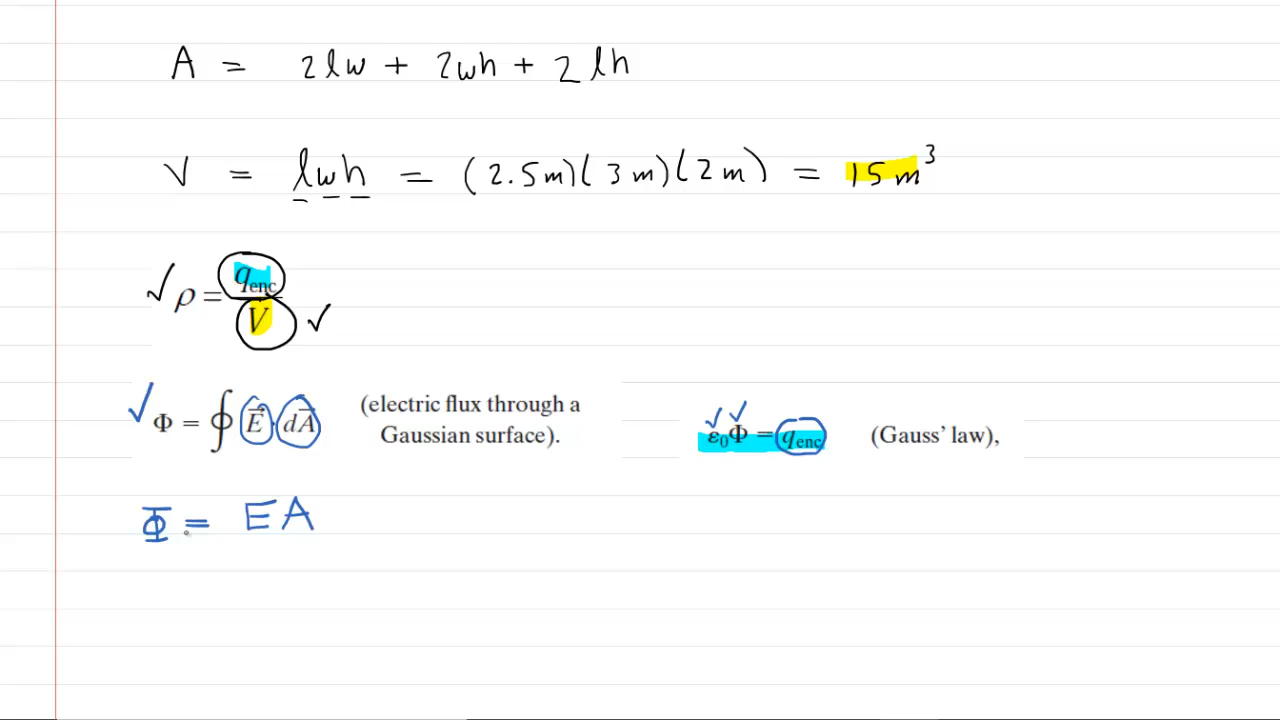 A = 2lw + 2wh + 2lh
V = lwh = (2.5m)(3m)(2m) = 15m³
√ ρ = q_enc / V √
√ Φ = ∮ E⃗ · dA⃗ (electric flux through a Gaussian surface). ε₀Φ = q_enc (Gauss' law),
Φ = EA